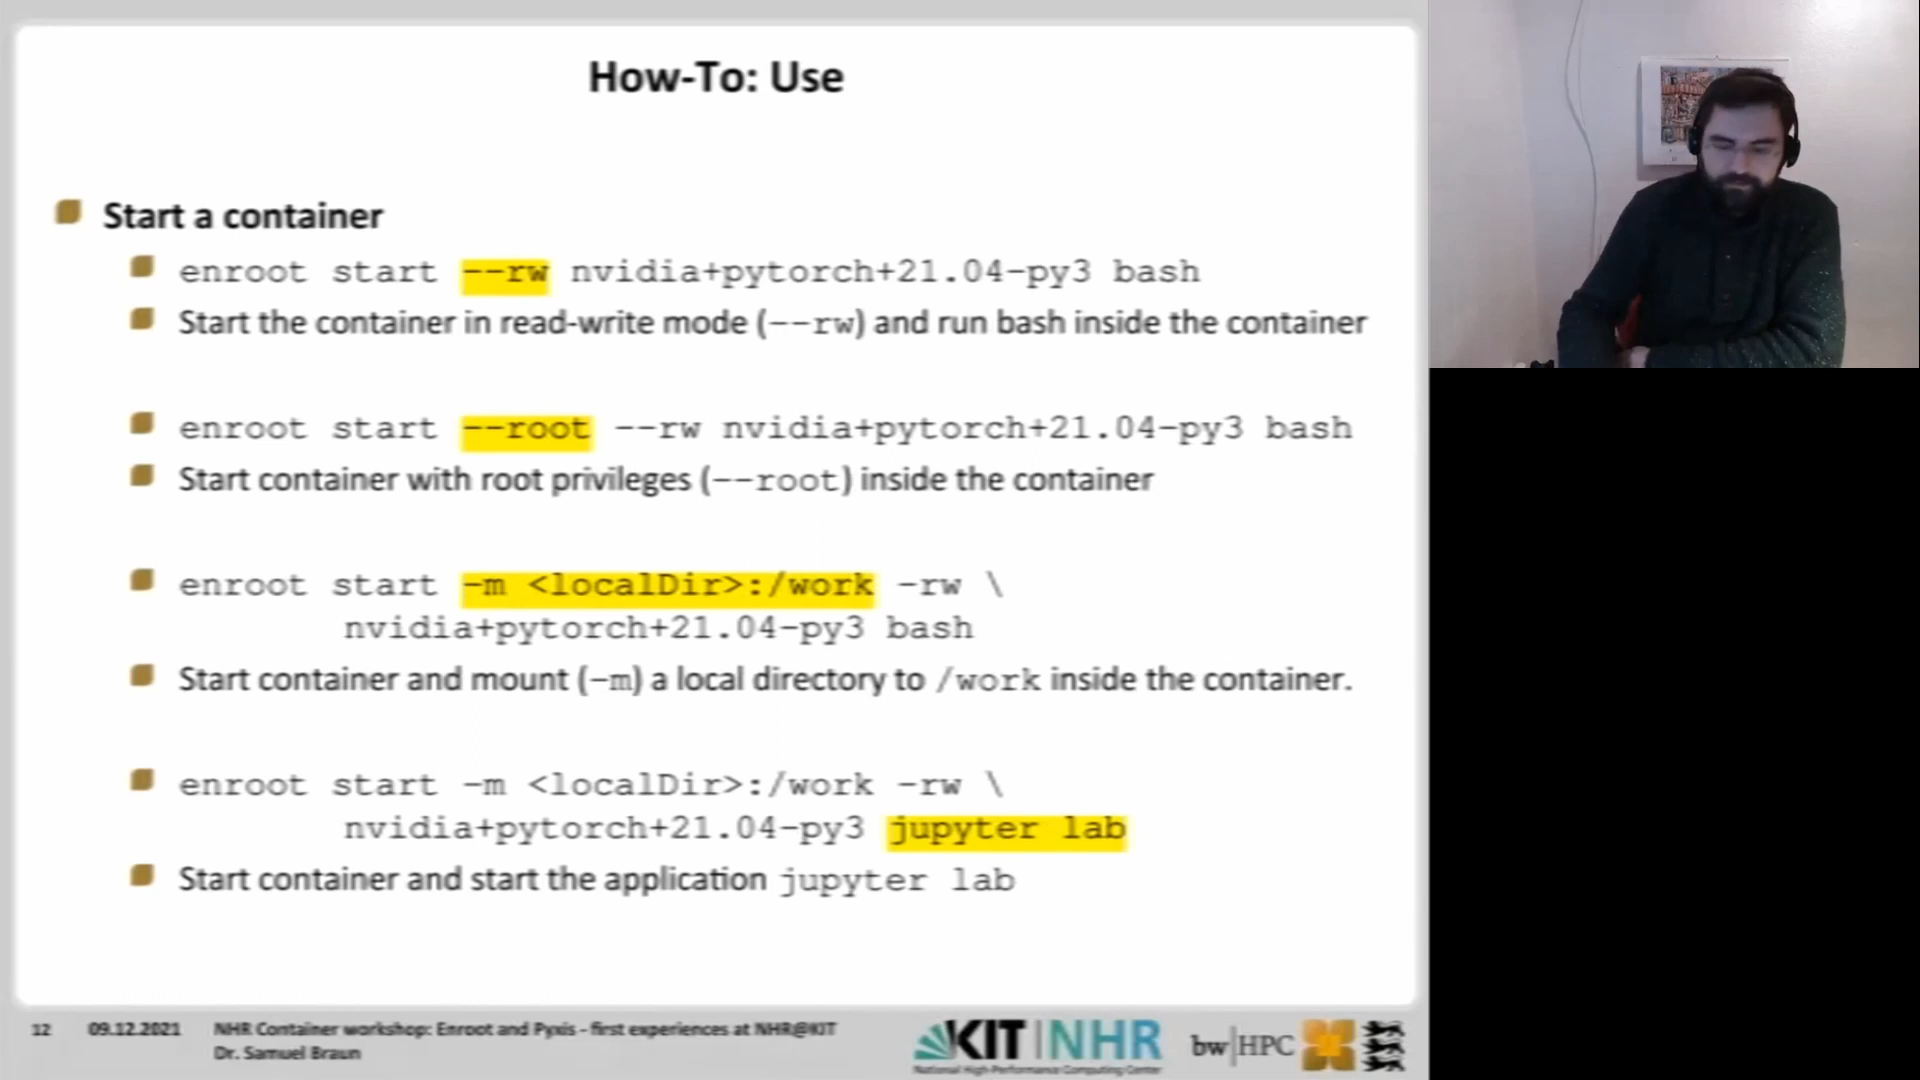 How-To: Use
Start a container
enroot start --rw nvidia+pytorch+21.04-py3 bash
Start the container in read-write mode (--rw) and run bash inside the container
enroot start --root --rw nvidia+pytorch+21.04-py3 bash
Start container with root privileges (--root) inside the container
enroot start -m <localDir>:/work -rw \
nvidia+pytorch+21.04-py3 bash
Start container and mount (-m) a local directory to /work inside the container.
enroot start -m <localDir>:/work -rw \
nvidia+pytorch+21.04-py3 jupyter lab
Start container and start the application jupyter lab
12 09.12.2021 NHR Container workshop: Enroot and Pyxis - first experiences at NHR@KIT
Dr. Samuel Braun
KIT|NHR
National High-Performance Computing Center
bw|HPC